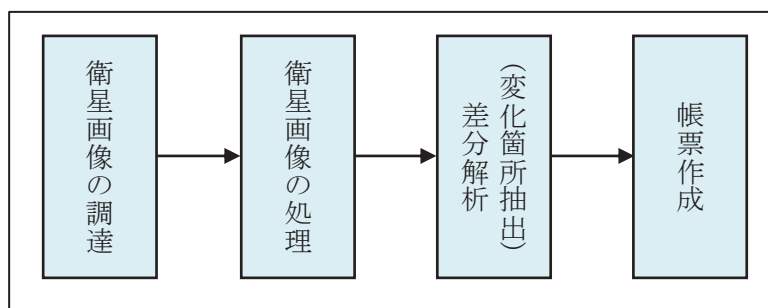 衛星画像の調達
衛星画像の処理
(変化箇所抽出)
差分解析
帳票作成